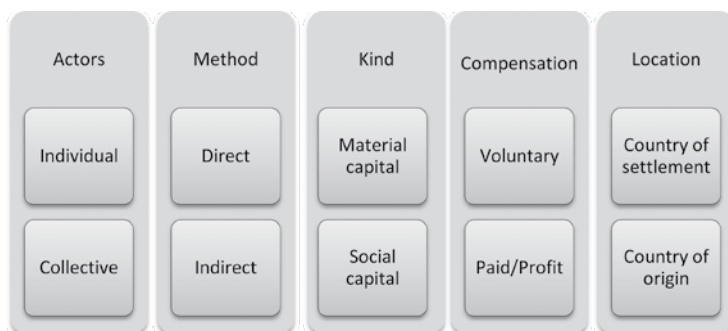 Actors
Individual
Collective
Method
Direct
Indirect
Kind
Material
capital
Social
capital
Compensation
Voluntary
Paid/Profit
Location
Country of
settlement
Country of
origin